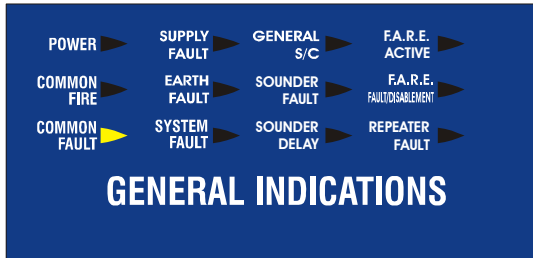 POWER
SUPPLY
FAULT
GENERAL
S/C
F.A.R.E.
ACTIVE
COMMON
FIRE
EARTH
FAULT
SOUNDER
FAULT
F.A.R.E.
FAULT/DISABLEMENT
COMMON
FAULT
SYSTEM
FAULT
SOUNDER
DELAY
REPEATER
FAULT
GENERAL INDICATIONS